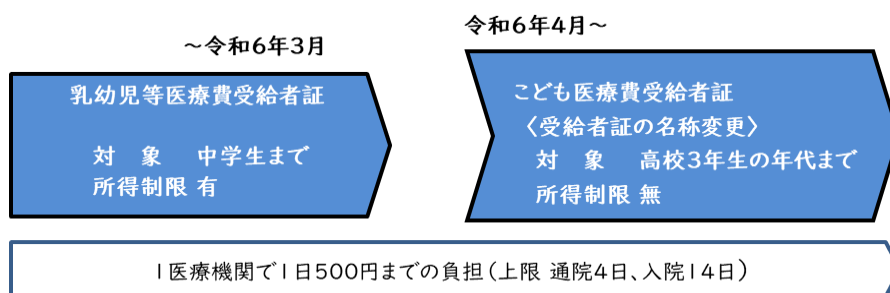 ~令和6年3月
乳幼児等医療費受給者証
対 象 中学生まで
所得制限 有
令和6年4月~
こども医療費受給者証
〈受給者証の名称変更〉
対 象 高校3年生の年代まで
所得制限 無
1医療機関で1日500円までの負担(上限 通院4日、入院14日)